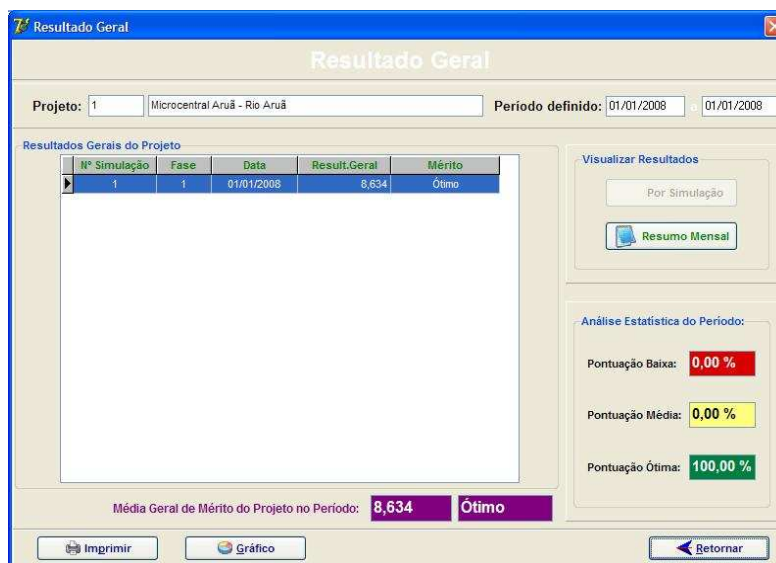 Resultado Geral
Resultado Geral
Projeto: 1 Microcentral Aruã - Rio Aruã Período definido: 01/01/2008 a 01/01/2008
Resultados Gerais do Projeto
Nº Simulação Fase Data Result.Geral Mérito
1 1 01/01/2008 8,634 Ótimo
Visualizar Resultados
Por Simulação
Resumo Mensal
Análise Estatística do Período:
Pontuação Baixa: 0,00 %
Pontuação Média: 0,00 %
Pontuação Ótima: 100,00 %
Média Geral de Mérito do Projeto no Período: 8,634 Ótimo
Imprimir Gráfico Retornar